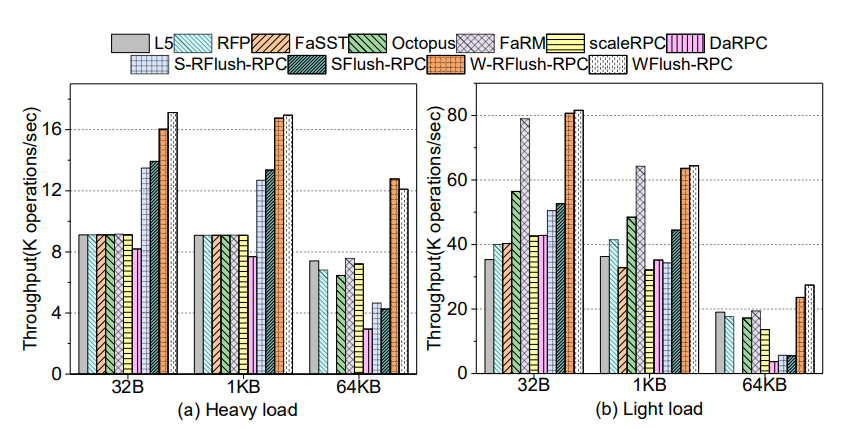 L5 RFP FaSST Octopus FaRM scaleRPC DaRPC
S-RFlush-RPC SFlush-RPC W-RFlush-RPC WFlush-RPC
Throughput(K operations/sec)
16
12
8
4
0
32B 1KB 64KB
(a) Heavy load
Throughput(K operations/sec)
80
60
40
20
0
32B 1KB 64KB
(b) Light load